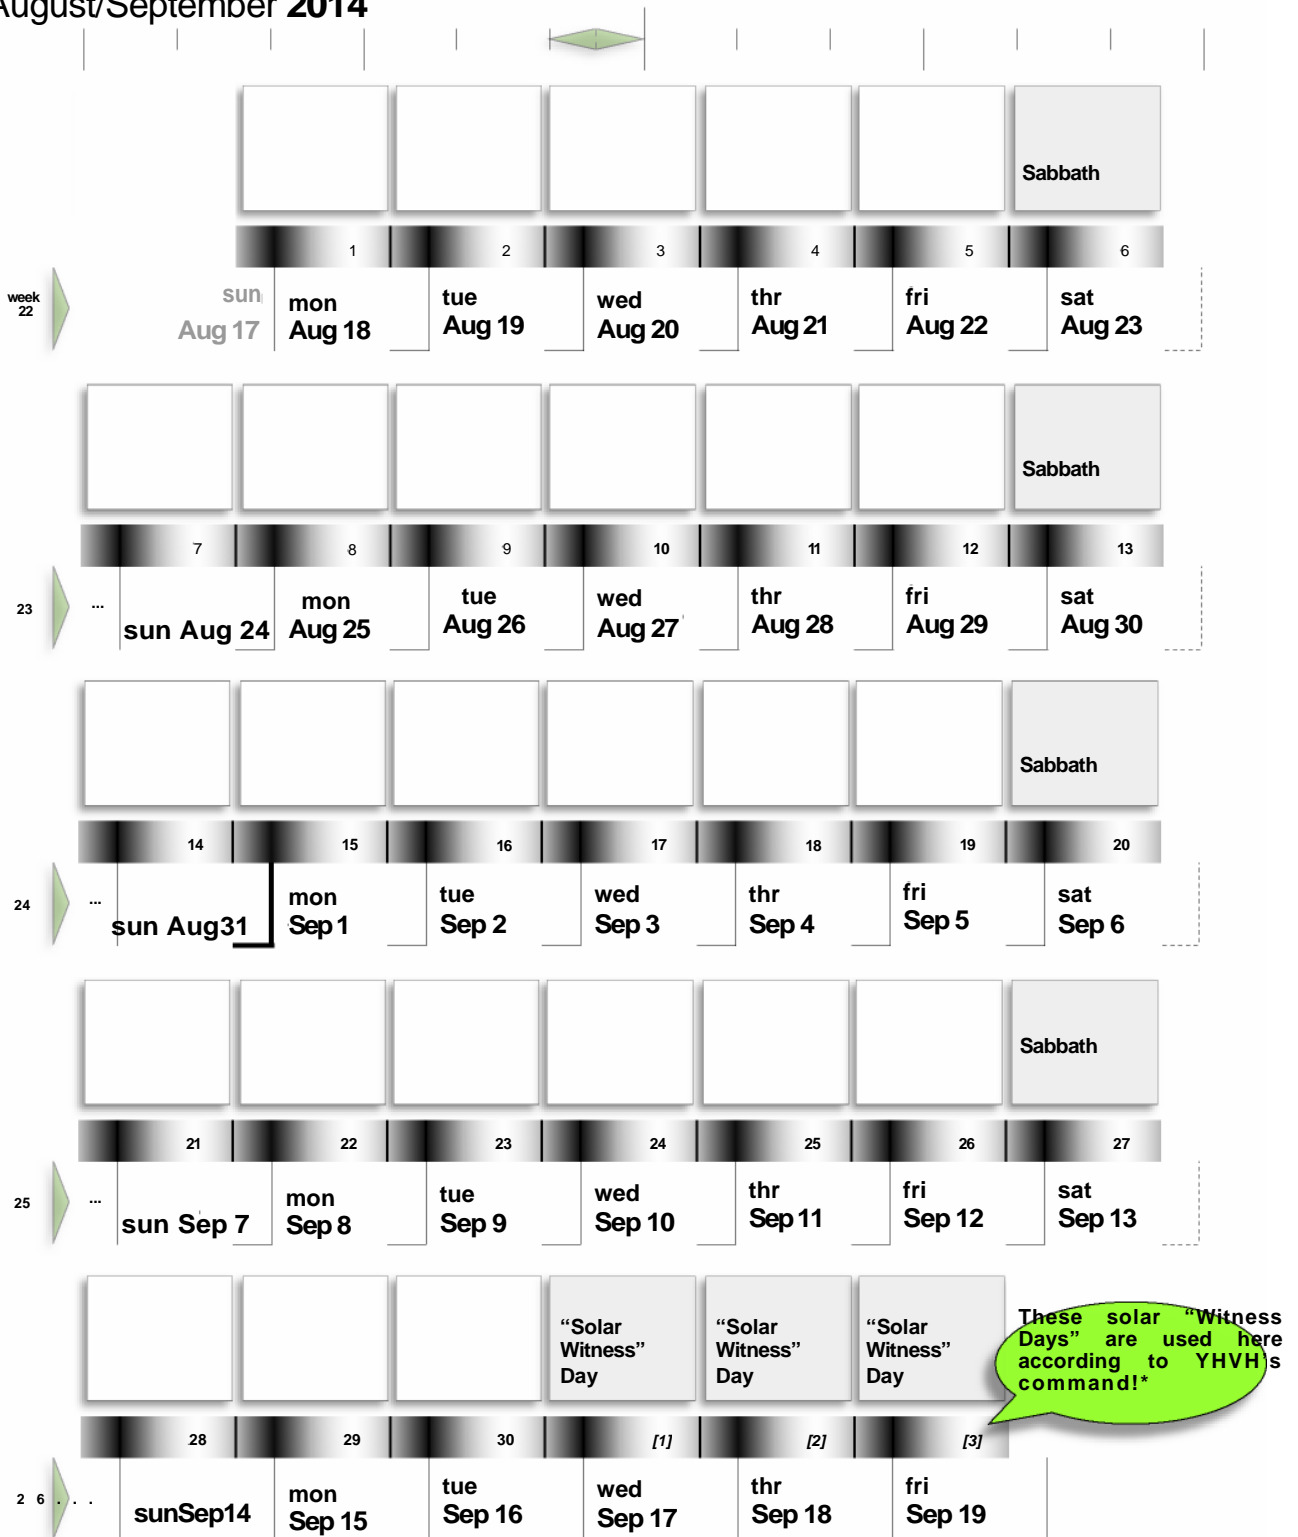 August/September 2014
Sabbath
1 2 3 4 5 6
week
22
sun
Aug 17
mon
Aug 18
tue
Aug 19
wed
Aug 20
thr
Aug 21
fri
Aug 22
sat
Aug 23
Sabbath
7 8 9 10 11 12 13
23
...
sun Aug 24
mon
Aug 25
tue
Aug 26
wed
Aug 27
thr
Aug 28
fri
Aug 29
sat
Aug 30
Sabbath
14 15 16 17 18 19 20
24
...
sun Aug31
mon
Sep 1
tue
Sep 2
wed
Sep 3
thr
Sep 4
fri
Sep 5
sat
Sep 6
Sabbath
21 22 23 24 25 26 27
25
...
sun Sep 7
mon
Sep 8
tue
Sep 9
wed
Sep 10
thr
Sep 11
fri
Sep 12
sat
Sep 13
“Solar
Witness”
Day
“Solar
Witness”
Day
“Solar
Witness”
Day
These solar “Witness
Days” are used here
according to YHVH's
command!*
28 29 30 [1] [2] [3]
2 6 . . .
sunSep14
mon
Sep 15
tue
Sep 16
wed
Sep 17
thr
Sep 18
fri
Sep 19